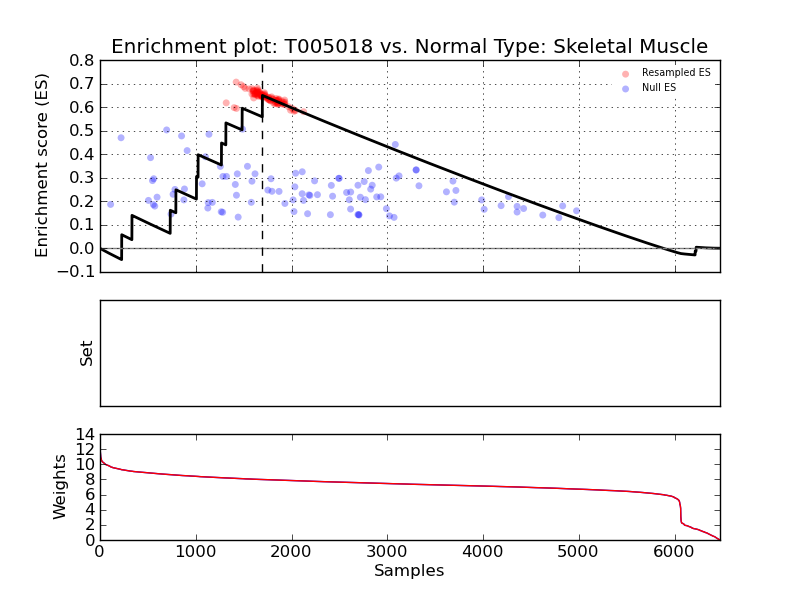 Enrichment plot: T005018 vs. Normal Type: Skeletal Muscle
Enrichment score (ES)
0.8
0.7
0.6
0.5
0.4
0.3
0.2
0.1
0.0
−0.1
Resampled ES
Null ES
Set
Weights
14
12
10
8
6
4
2
0
0 1000 2000 3000 4000 5000 6000
Samples